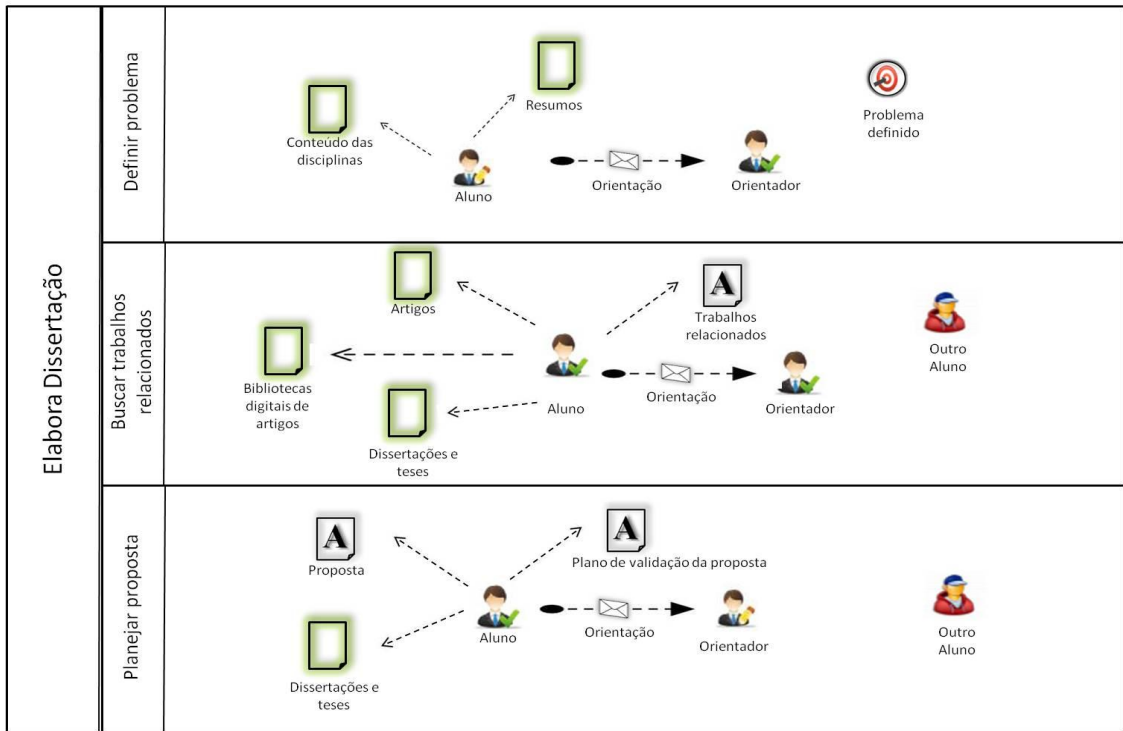 Elabora Dissertação
Definir problema
Conteúdo das
disciplinas
Resumos
Aluno
Orientação
Orientador
Problema
definido
Buscar trabalhos
relacionados
Artigos
Bibliotecas
digitais de
artigos
Dissertações e
teses
Aluno
A
Trabalhos
relacionados
Orientação
Orientador
Outro
Aluno
Planejar proposta
A
Proposta
Dissertações e
teses
Aluno
A
Plano de validação da proposta
Orientação
Orientador
Outro
Aluno